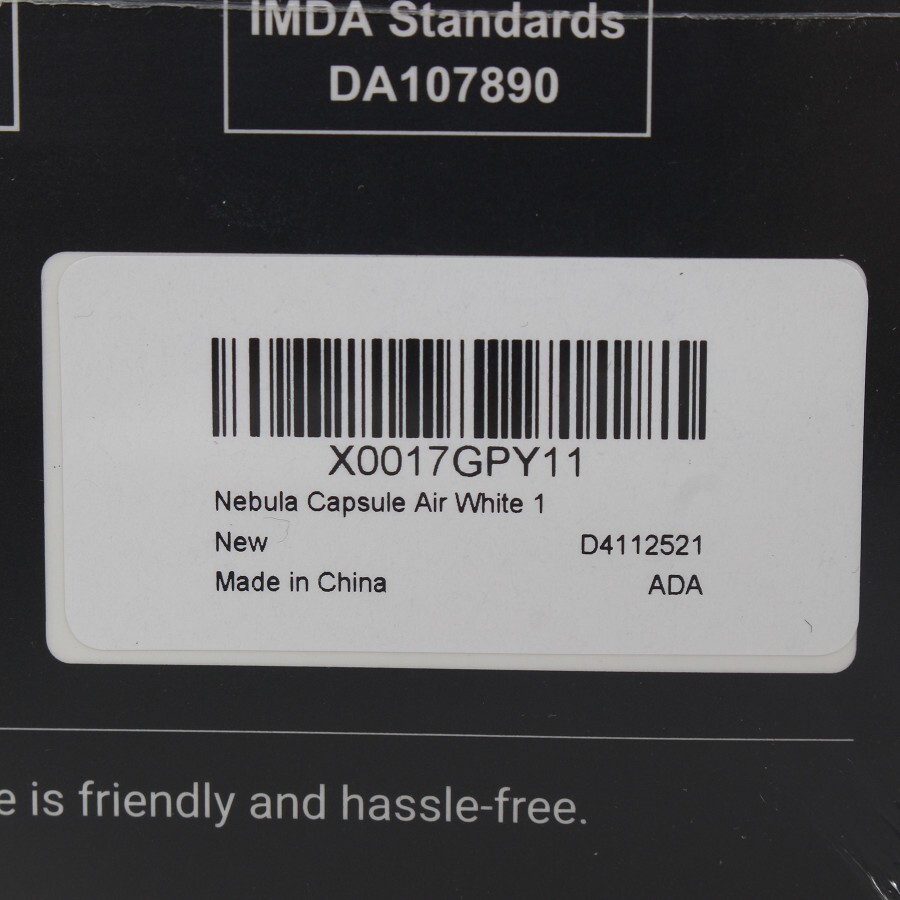 IMDA Standards
DA107890
X0017GPY11
Nebula Capsule Air White 1
New D4112521
Made in China ADA
e is friendly and hassle-free.